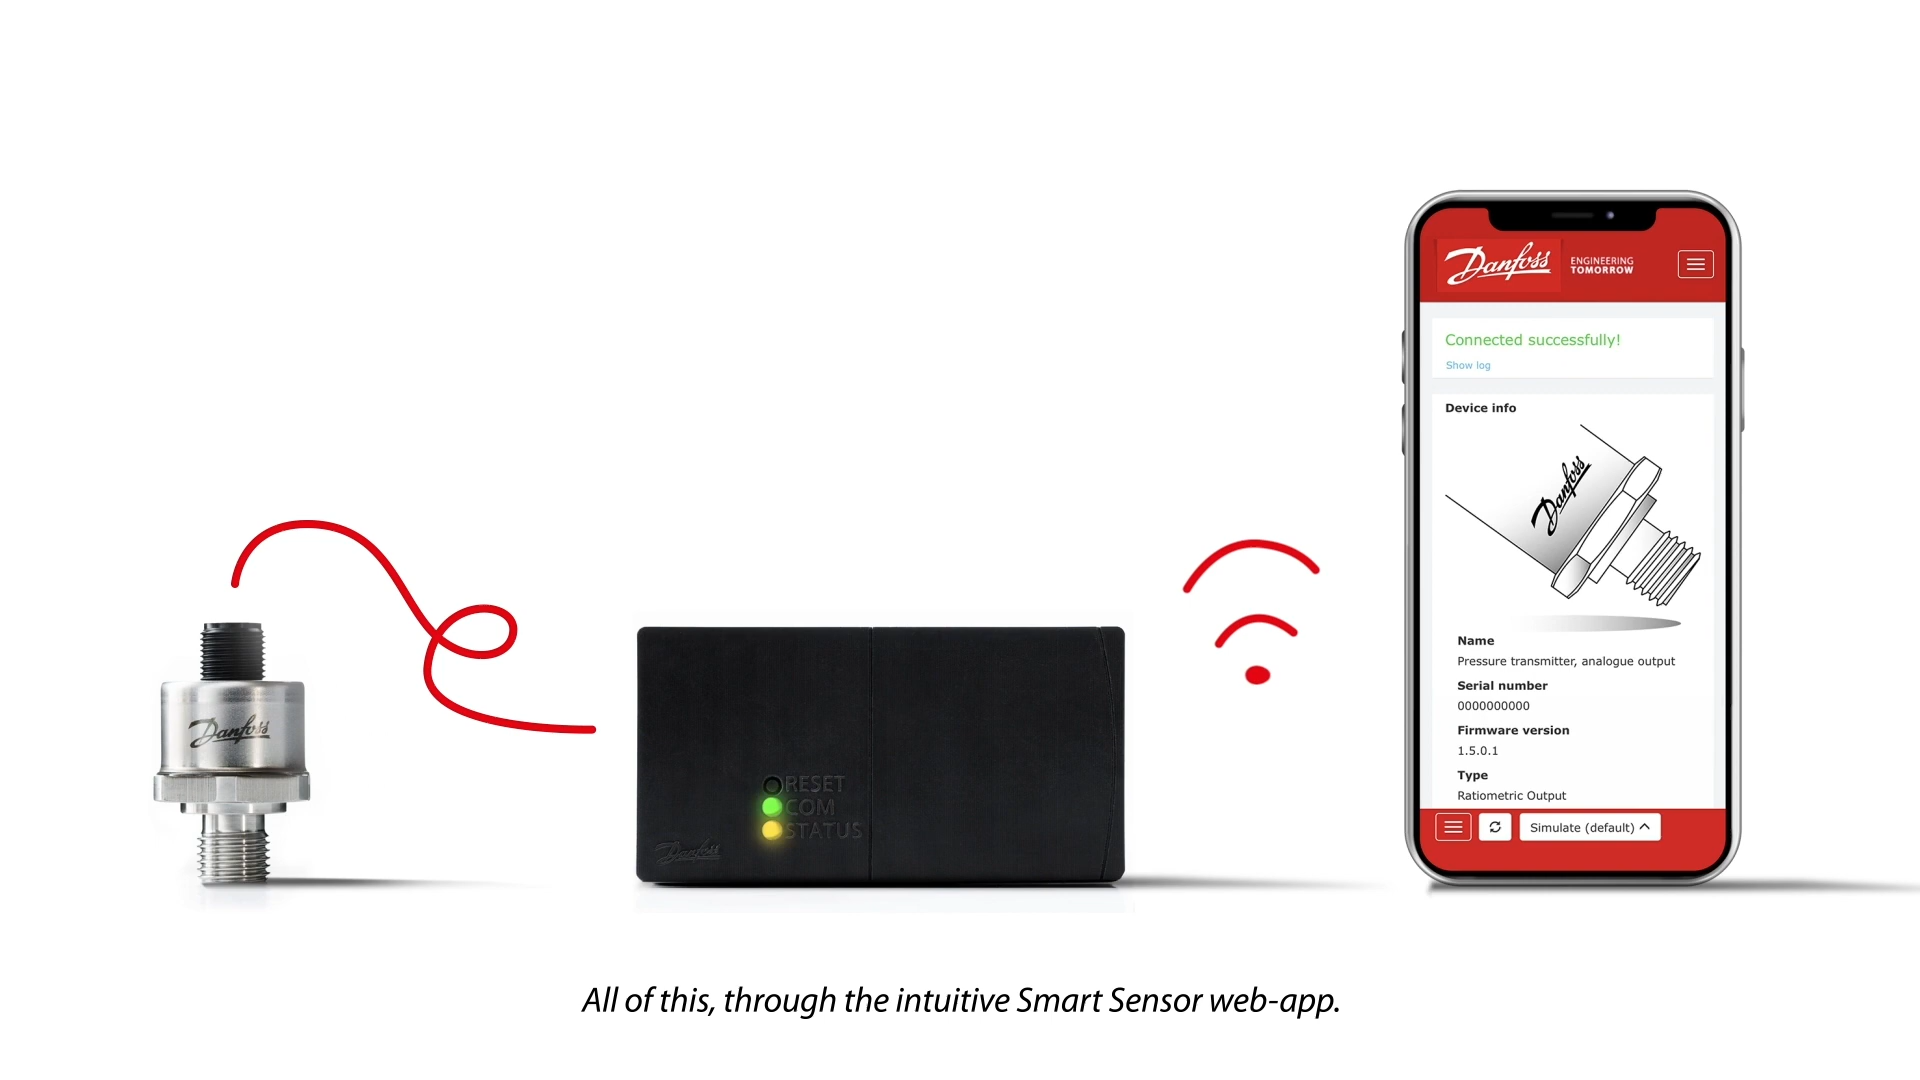 Danfoss
RESET
COM
STATUS
Danfoss
Danfoss
ENGINEERING
TOMORROW
Connected successfully!
Show log
Device info
Danfoss
Name
Pressure transmitter, analogue output
Serial number
0000000000
Firmware version
1.5.0.1
Type
Ratiometric Output
Simulate (default)
All of this, through the intuitive Smart Sensor web-app.